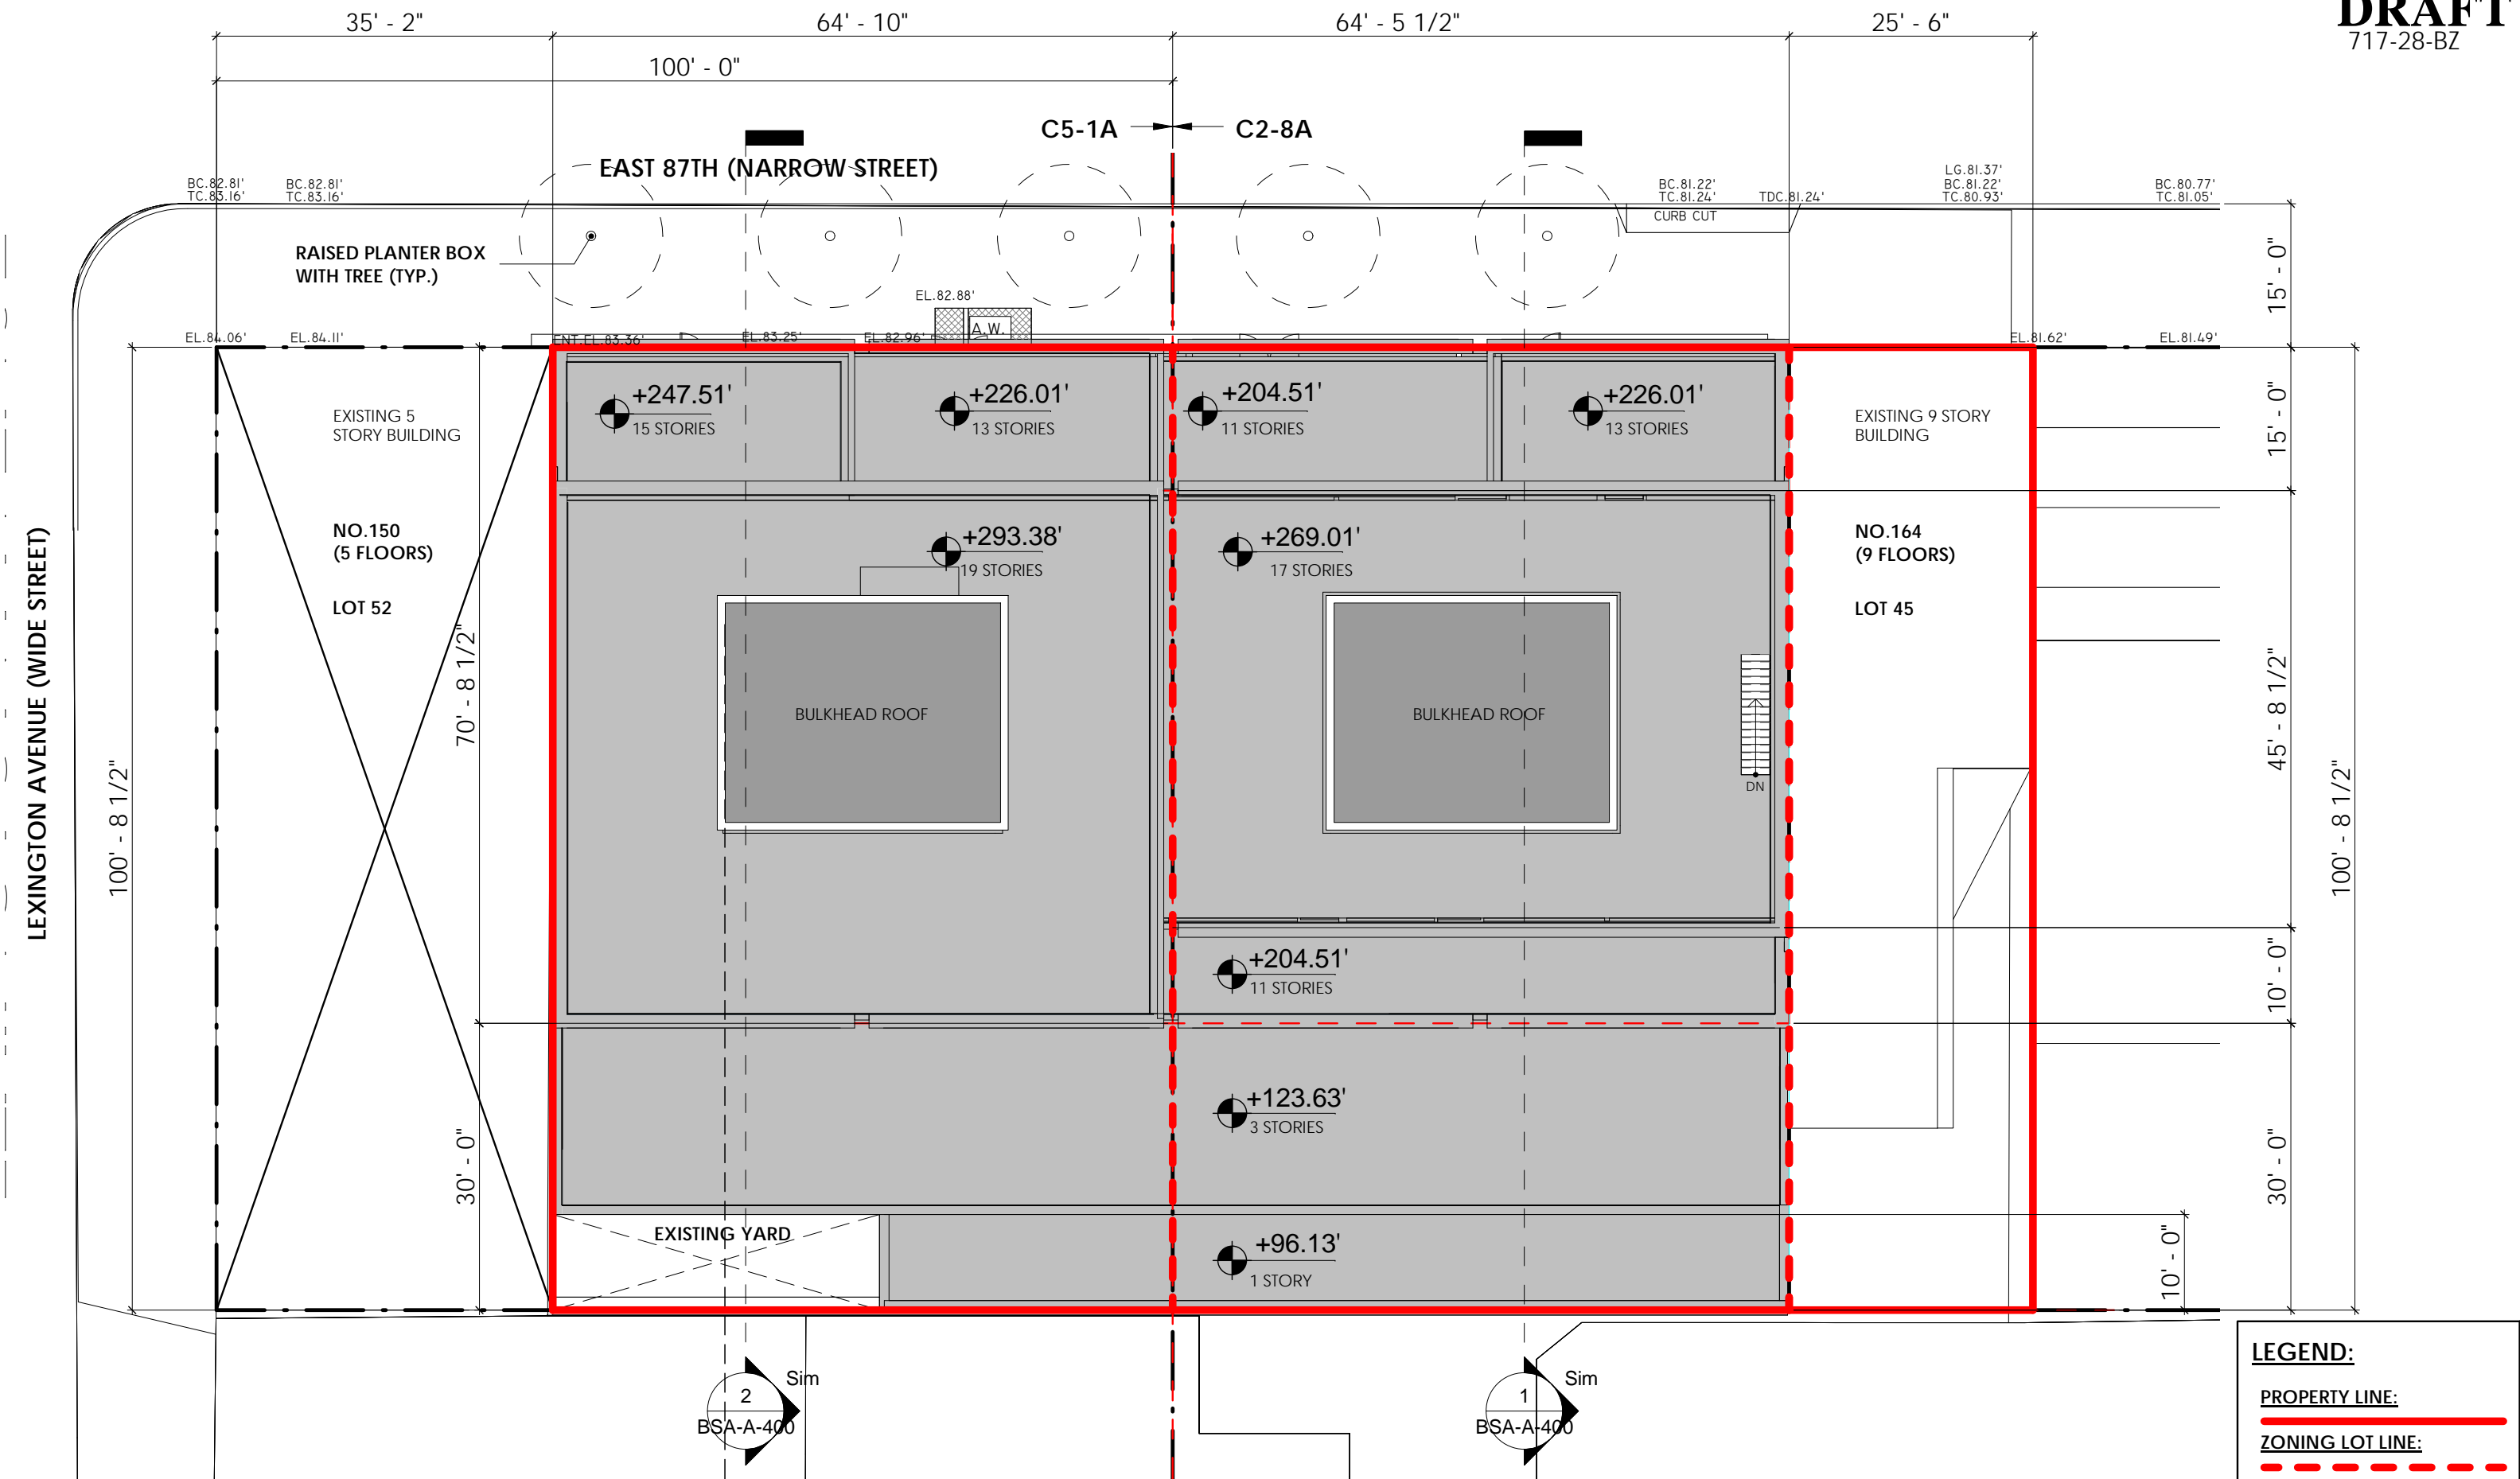 DRAFT
717-28-BZ
35' - 2"
64' - 10"
64' - 5 1/2"
25' - 6"
100' - 0"
C5-1A
C2-8A
EAST 87TH (NARROW STREET)
BC.82.81'
TC.83.16'
BC.82.81'
TC.83.16'
BC.81.22'
TC.81.24'
TDC.81.24'
LG.81.37'
BC.81.22'
TC.80.93'
BC.80.77'
TC.81.05'
CURB CUT
RAISED PLANTER BOX
WITH TREE (TYP.)
15' - 0"
EL.82.88'
A.W.
EL.84.06'
EL.84.11'
ENT.EL.83.36'
EL.83.25'
EL.82.96'
EL.81.62'
EL.81.49'
+247.51'
15 STORIES
+226.01'
13 STORIES
+204.51'
11 STORIES
+226.01'
13 STORIES
EXISTING 5
STORY BUILDING
EXISTING 9 STORY
BUILDING
15' - 0"
NO.150
(5 FLOORS)
LOT 52
+293.38'
19 STORIES
+269.01'
17 STORIES
NO.164
(9 FLOORS)
LOT 45
LEXINGTON AVENUE (WIDE STREET)
100' - 8 1/2"
70' - 8 1/2"
BULKHEAD ROOF
BULKHEAD ROOF
DN
45' - 8 1/2"
100' - 8 1/2"
+204.51'
11 STORIES
10' - 0"
+123.63'
3 STORIES
30' - 0"
30' - 0"
EXISTING YARD
+96.13'
1 STORY
10' - 0"
2
Sim
BSA-A-400
1
Sim
BSA-A-400
LEGEND:
PROPERTY LINE:
ZONING LOT LINE: